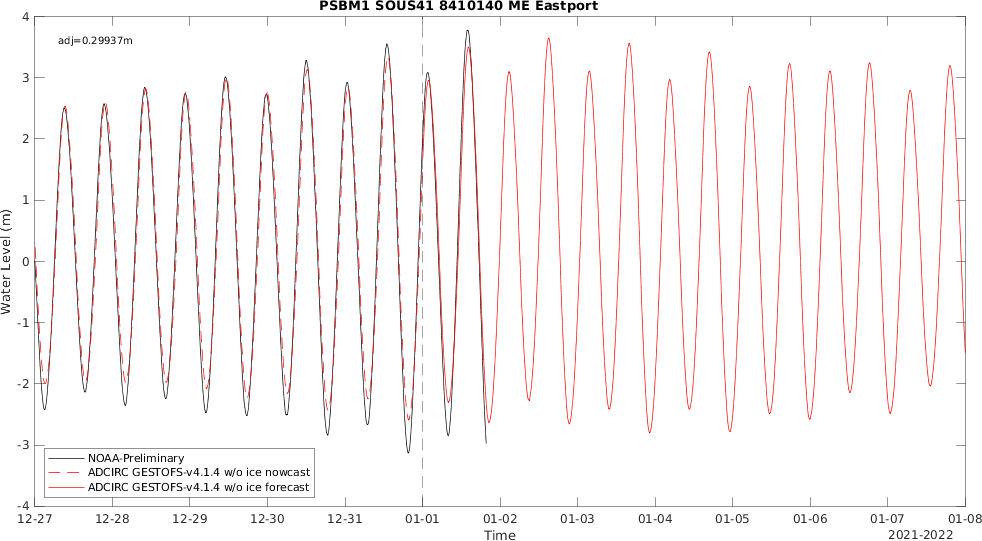 PSBM1 SOUS41 8410140 ME Eastport
adj=0.29937m
4
3
2
1
0
-1
-2
-3
-4
Water Level (m)
NOAA-Preliminary
ADCIRC GESTOFS-v4.1.4 w/o ice nowcast
ADCIRC GESTOFS-v4.1.4 w/o ice forecast
12-27 12-28 12-29 12-30 12-31 01-01 01-02 01-03 01-04 01-05 01-06 01-07 01-08
Time
2021-2022